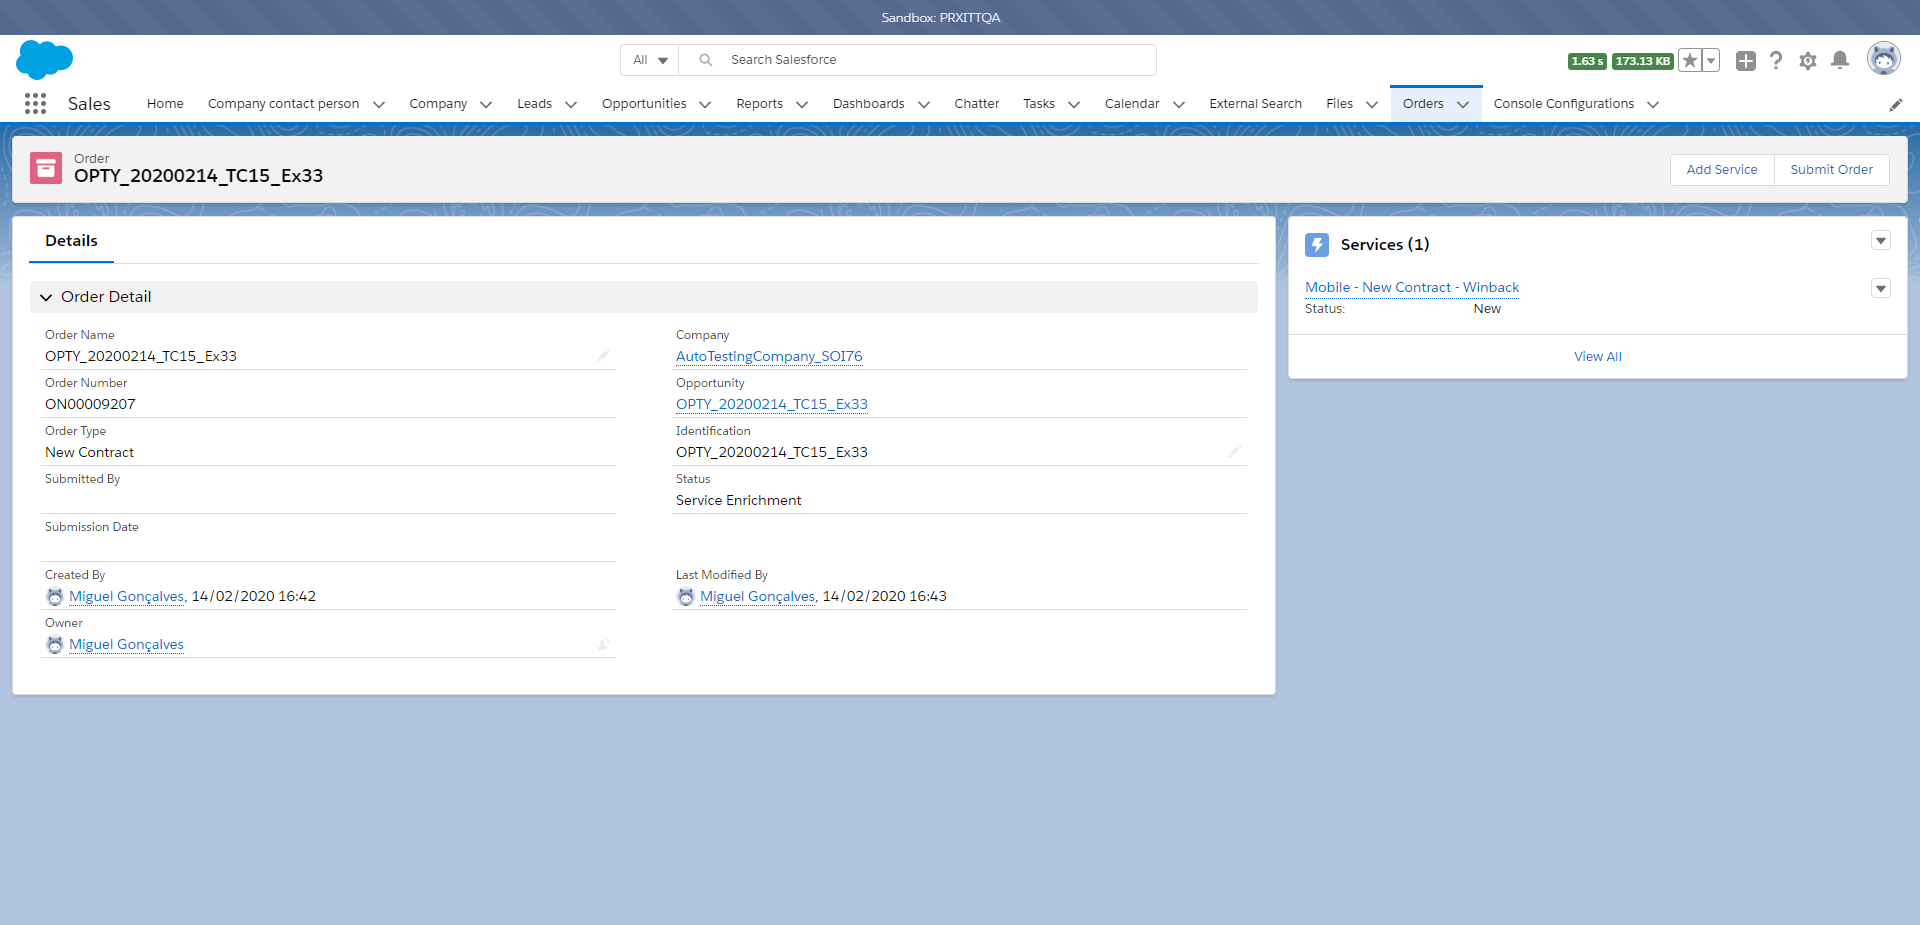 Sandbox: PRXITTQA
All
Search Salesforce
1.63 s
173.13 KB
Sales
Home
Company contact person
Company
Leads
Opportunities
Reports
Dashboards
Chatter
Tasks
Calendar
External Search
Files
Orders
Console Configurations
Order
OPTY_20200214_TC15_Ex33
Add Service
Submit Order
Details
Order Detail
Order Name
OPTY_20200214_TC15_Ex33
Company
AutoTestingCompany_SOI76
Order Number
ON00009207
Opportunity
OPTY_20200214_TC15_Ex33
Order Type
New Contract
Identification
OPTY_20200214_TC15_Ex33
Submitted By
Status
Service Enrichment
Submission Date
Created By
Miguel Gonçalves, 14/02/2020 16:42
Last Modified By
Miguel Gonçalves, 14/02/2020 16:43
Owner
Miguel Gonçalves
Services (1)
Mobile - New Contract - Winback
Status: New
View All